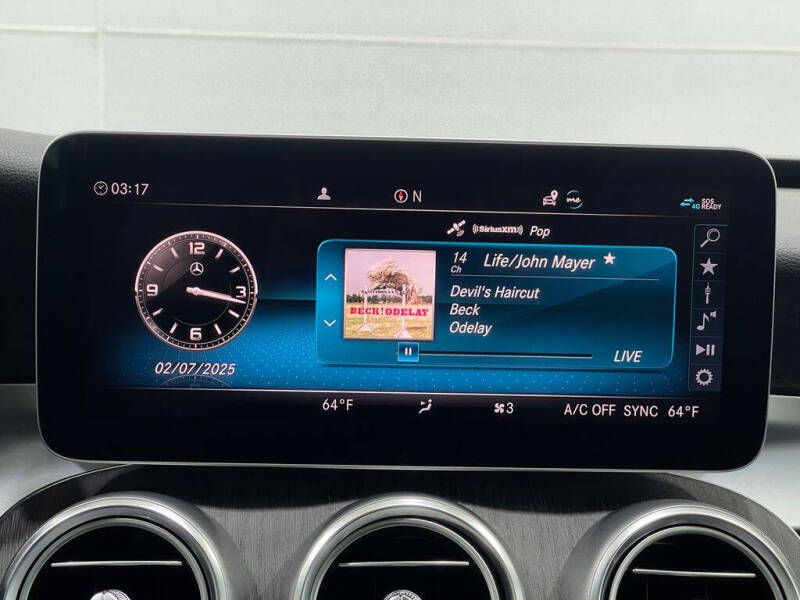 03:17
N
me
4G
SOS
READY
((SiriusXM)) Pop
12
3
6
9
02/07/2025
BECK! ODELAY
14
Ch
Life/John Mayer
Devil's Haircut
Beck
Odelay
LIVE
64°F
3
A/C OFF
SYNC
64°F